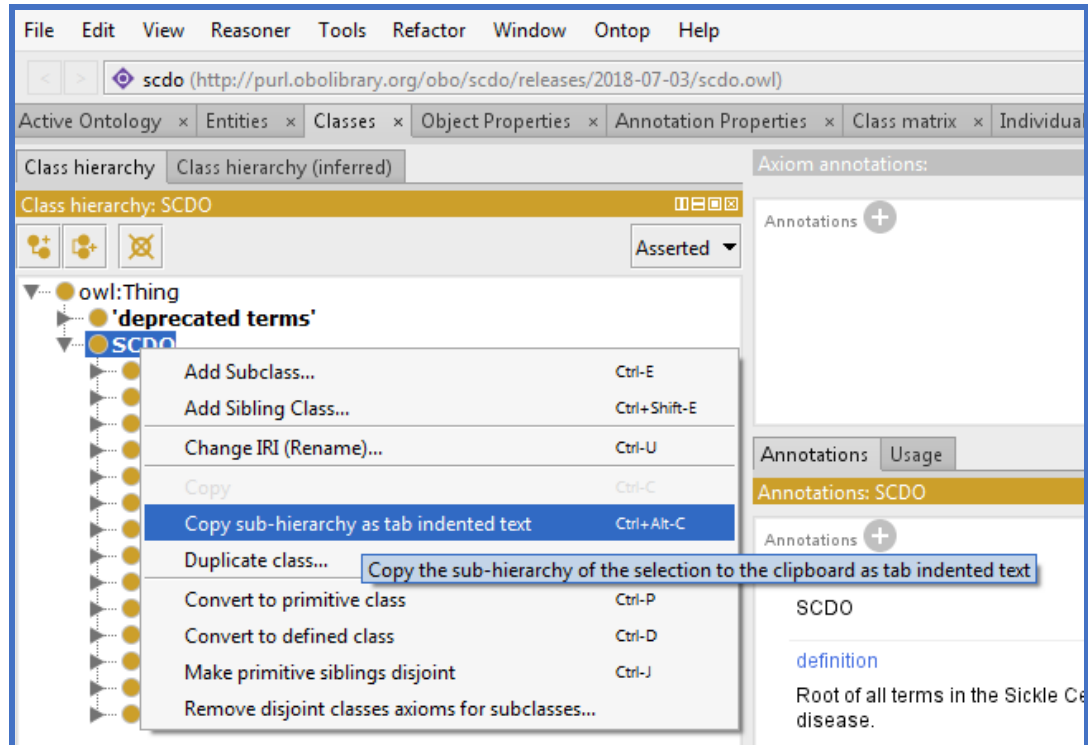 File Edit View Reasoner Tools Refactor Window Ontop Help
< > scdo (http://purl.obolibrary.org/obo/scdo/releases/2018-07-03/scdo.owl)
Active Ontology × Entities × Classes × Object Properties × Annotation Properties × Class matrix × Individual
Class hierarchy Class hierarchy (inferred)
Class hierarchy: SCDO
Asserted
owl:Thing
'deprecated terms'
SCDO
Add Subclass... Ctrl-E
Add Sibling Class... Ctrl+Shift-E
Change IRI (Rename)... Ctrl-U
Copy Ctrl-C
Copy sub-hierarchy as tab indented text Ctrl+Alt-C
Duplicate class...
Copy the sub-hierarchy of the selection to the clipboard as tab indented text
Convert to primitive class Ctrl-P
Convert to defined class Ctrl-D
Make primitive siblings disjoint Ctrl-J
Remove disjoint classes axioms for subclasses...
Axiom annotations:
Annotations
Annotations Usage
Annotations: SCDO
Annotations
SCDO
definition
Root of all terms in the Sickle Ce
disease.